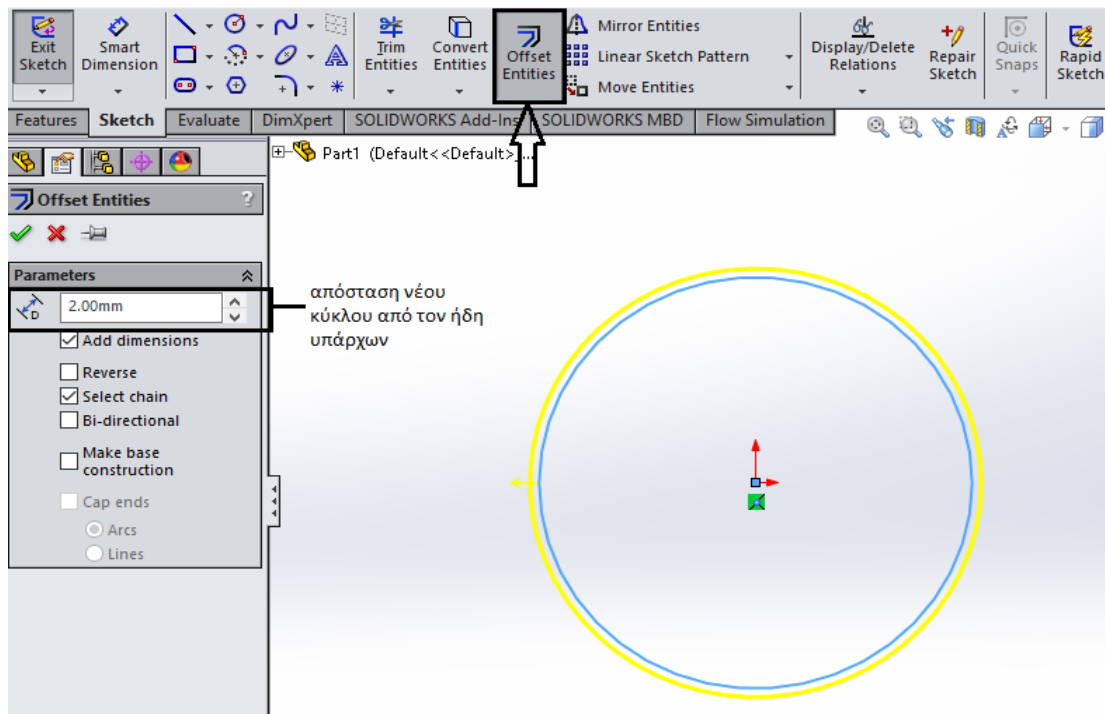 Exit Sketch
Smart Dimension
Trim Entities
Convert Entities
Offset Entities
Mirror Entities
Linear Sketch Pattern
Move Entities
Display/Delete Relations
Repair Sketch
Quick Snaps
Rapid Sketch
Features Sketch Evaluate DimXpert SOLIDWORKS Add-Ins SOLIDWORKS MBD Flow Simulation
Part1 (Default<<Default>_...
Offset Entities ?
Parameters
D 2.00mm
Add dimensions
Reverse
Select chain
Bi-directional
Make base
construction
Cap ends
Arcs
Lines
απόσταση νέου
κύκλου από τον ήδη
υπάρχων